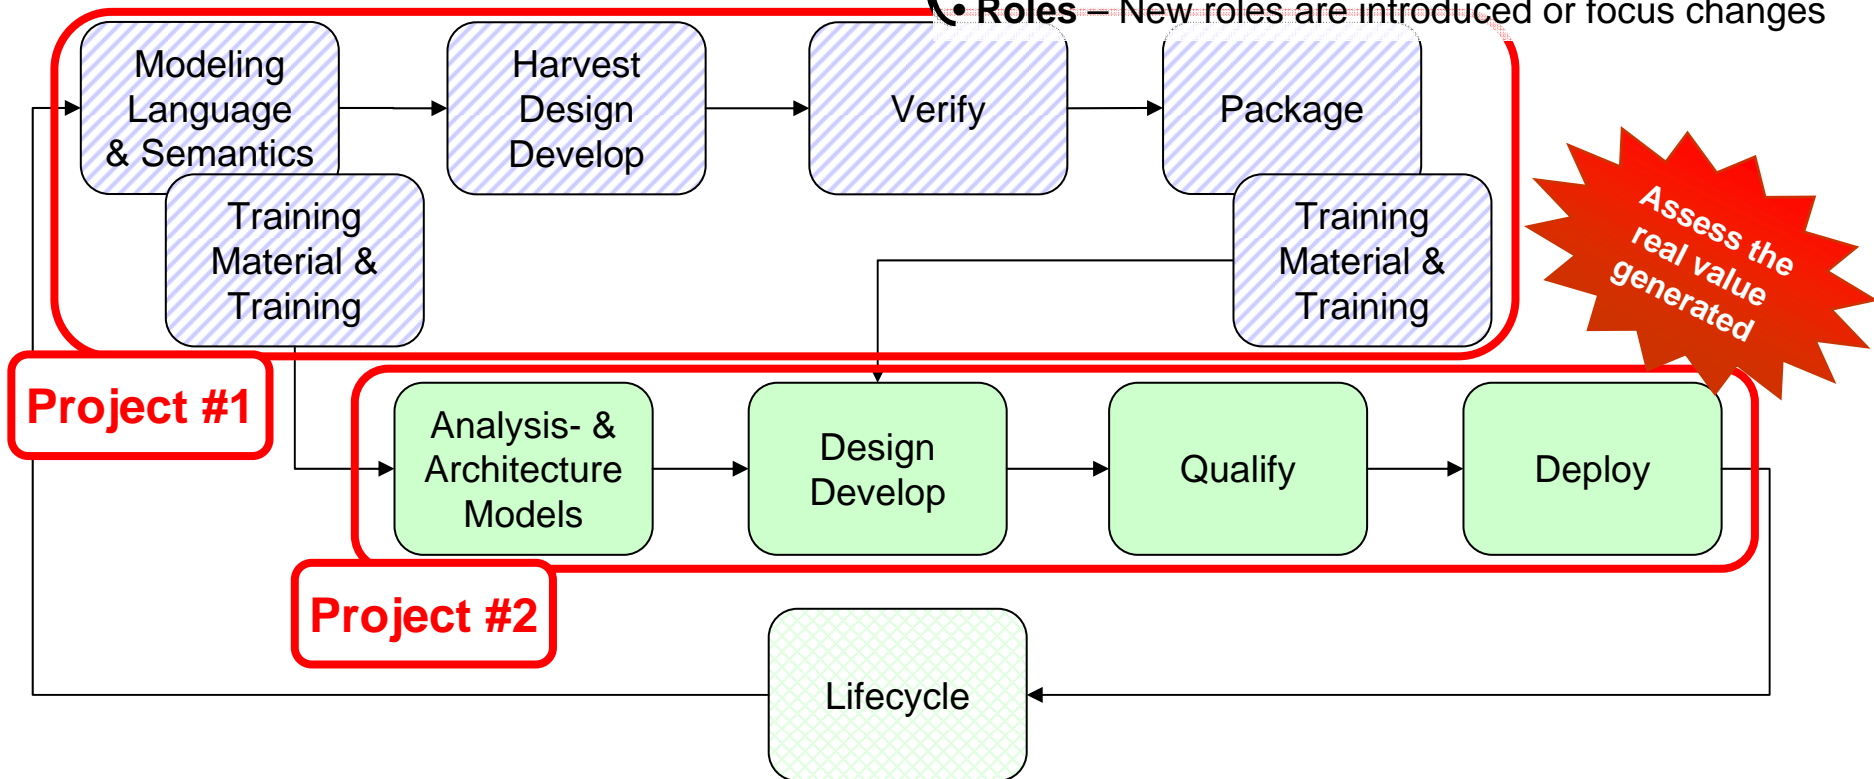 • Roles – New roles are introduced or focus changes
Modeling
Language
& Semantics
Harvest
Design
Develop
Verify
Package
Training
Material &
Training
Training
Material &
Training
Assess the
real value
generated
Project #1
Analysis- &
Architecture
Models
Design
Develop
Qualify
Deploy
Project #2
Lifecycle